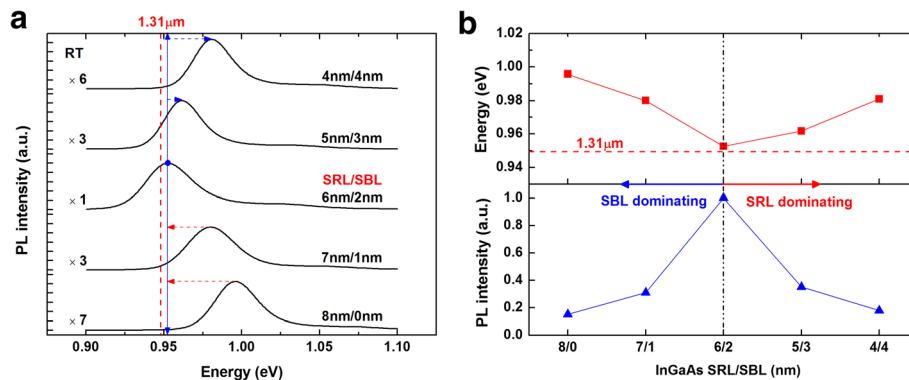 a
1.31μm
RT
× 6
4nm/4nm
× 3
5nm/3nm
SRL/SBL
× 1
6nm/2nm
× 3
7nm/1nm
× 7
8nm/0nm
PL intensity (a.u.)
0.90 0.95 1.00 1.05 1.10
Energy (eV)
b
Energy (eV)
1.00
0.98
0.96
0.94
1.31μm
SBL dominating
SRL dominating
PL intensity (a.u.)
1.0
0.8
0.6
0.4
0.2
0.0
8/0 7/1 6/2 5/3 4/4
InGaAs SRL/SBL (nm)